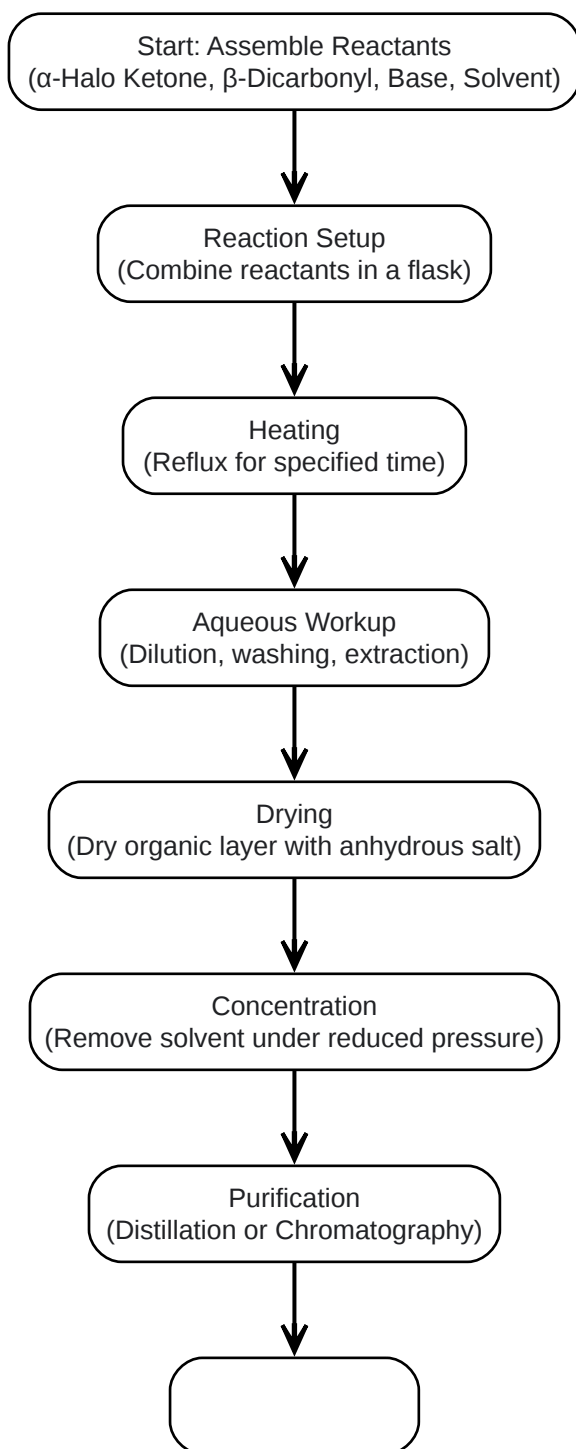 Start: Assemble Reactants
(α-Halo Ketone, β-Dicarbonyl, Base, Solvent)
Reaction Setup
(Combine reactants in a flask)
Heating
(Reflux for specified time)
Aqueous Workup
(Dilution, washing, extraction)
Drying
(Dry organic layer with anhydrous salt)
Concentration
(Remove solvent under reduced pressure)
Purification
(Distillation or Chromatography)